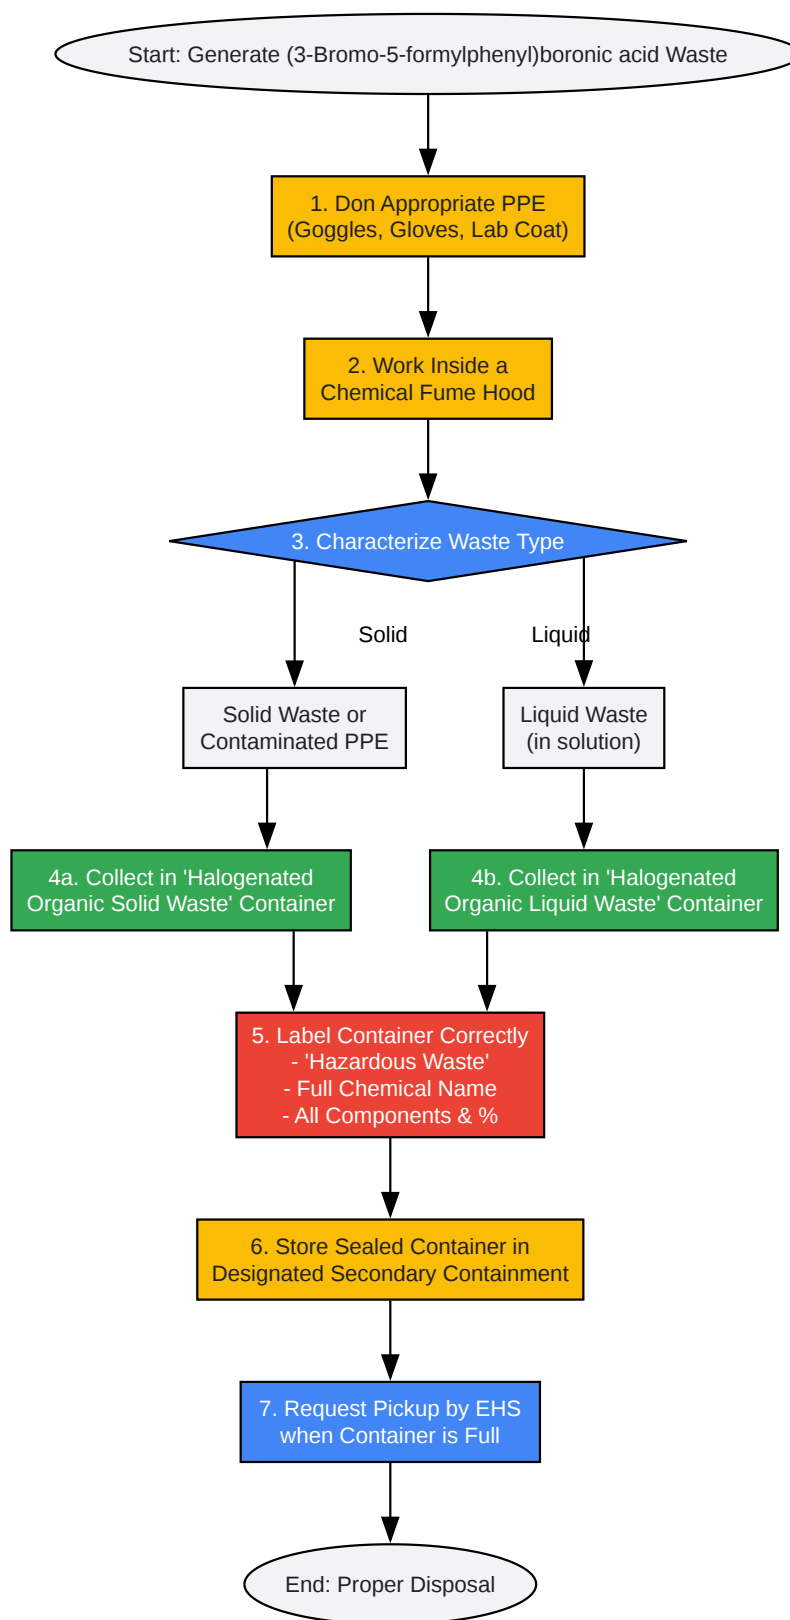 Start: Generate (3-Bromo-5-formylphenyl)boronic acid Waste
1. Don Appropriate PPE
(Goggles, Gloves, Lab Coat)
2. Work Inside a
Chemical Fume Hood
3. Characterize Waste Type
Solid
Liquid
Solid Waste or
Contaminated PPE
Liquid Waste
(in solution)
4a. Collect in 'Halogenated
Organic Solid Waste' Container
4b. Collect in 'Halogenated
Organic Liquid Waste' Container
5. Label Container Correctly
- 'Hazardous Waste'
- Full Chemical Name
- All Components & %
6. Store Sealed Container in
Designated Secondary Containment
7. Request Pickup by EHS
when Container is Full
End: Proper Disposal